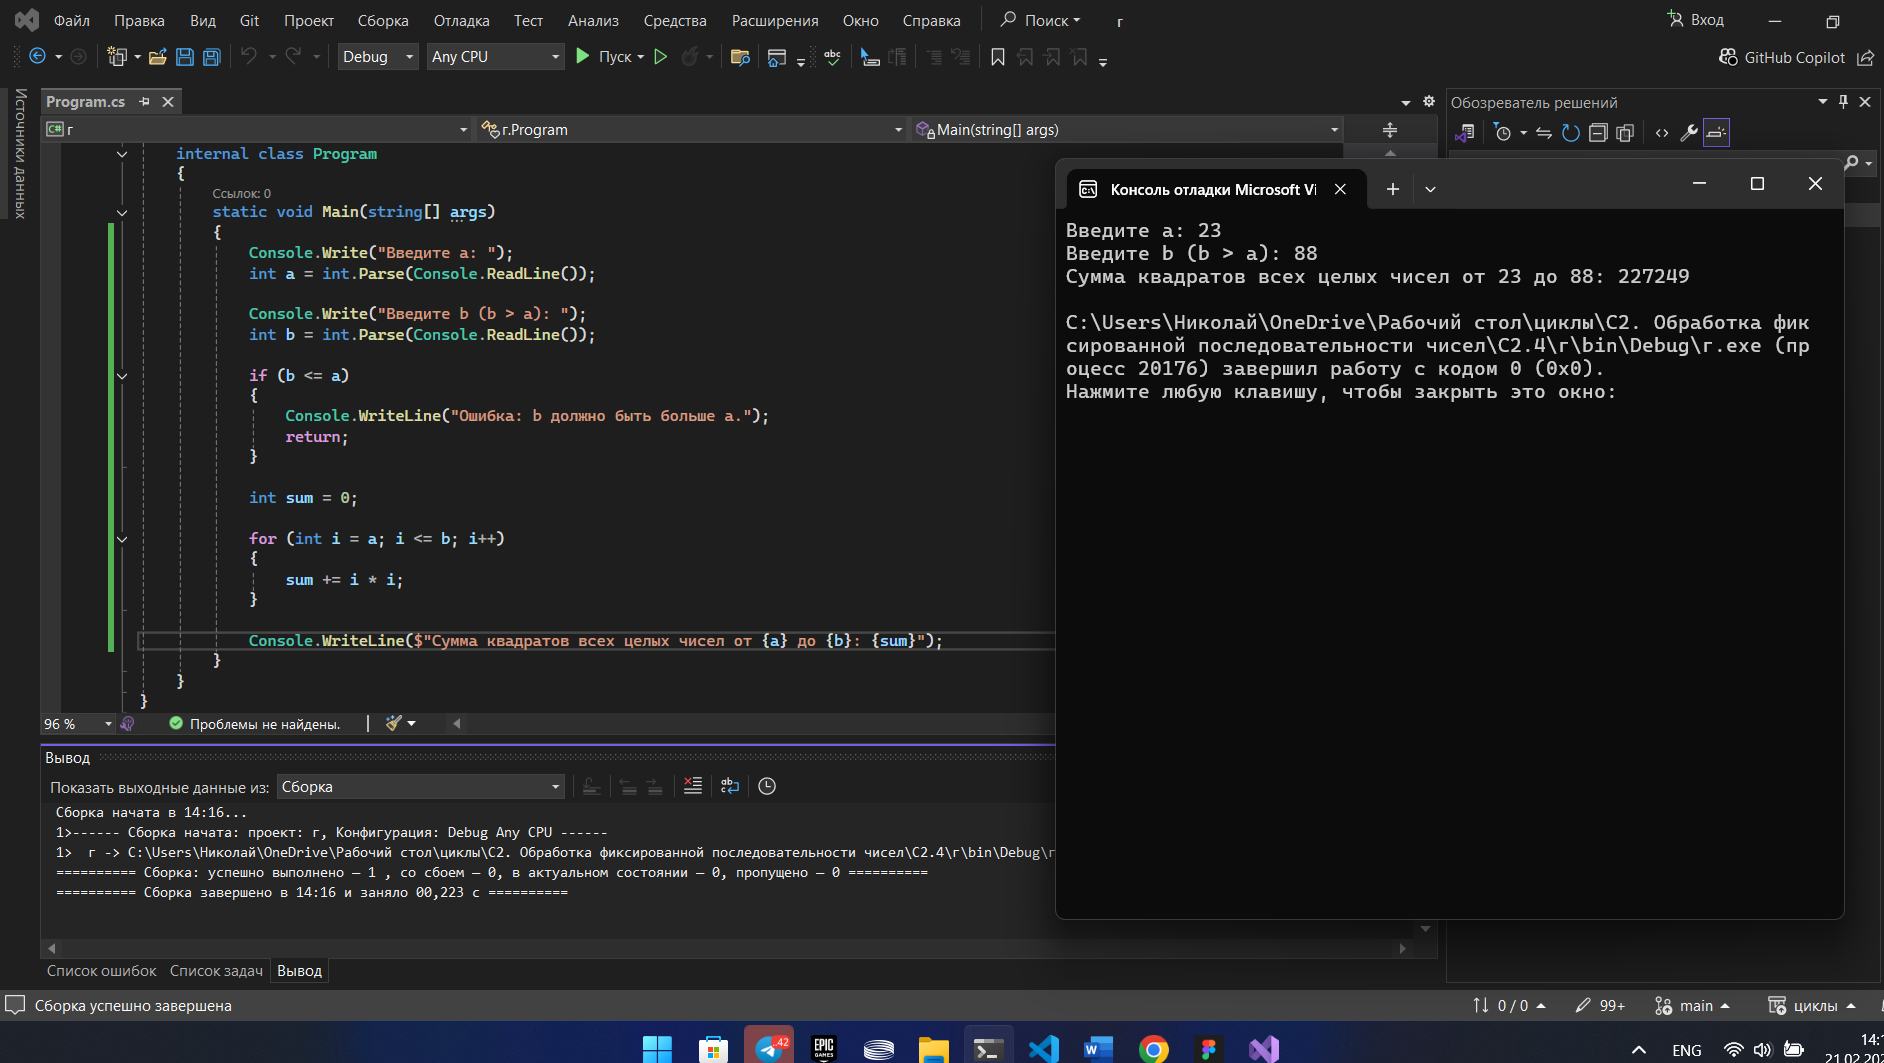 Файл Правка Вид Git Проект Сборка Отладка Тест Анализ Средства Расширения Окно Справка Поиск г Вход
Debug Any CPU Пуск GitHub Copilot
Источники данных
Program.cs
Обозреватель решений
C# г г.Program Main(string[] args)
internal class Program
{
Ссылок: 0
static void Main(string[] args)
{
Console.Write("Введите a: ");
int a = int.Parse(Console.ReadLine());
Console.Write("Введите b (b > a): ");
int b = int.Parse(Console.ReadLine());
if (b <= a)
{
Console.WriteLine("Ошибка: b должно быть больше a.");
return;
}
int sum = 0;
for (int i = a; i <= b; i++)
{
sum += i * i;
}
Console.WriteLine($"Сумма квадратов всех целых чисел от {a} до {b}: {sum}");
}
}
}
96 % Проблемы не найдены.
Консоль отладки Microsoft Vi
Введите a: 23
Введите b (b > a): 88
Сумма квадратов всех целых чисел от 23 до 88: 227249
C:\Users\Николай\OneDrive\Рабочий стол\циклы\C2. Обработка фик
сированной последовательности чисел\C2.4\г\bin\Debug\г.exe (пр
оцесс 20176) завершил работу с кодом 0 (0x0).
Нажмите любую клавишу, чтобы закрыть это окно:
Вывод
Показать выходные данные из: Сборка
Сборка начата в 14:16...
1>------ Сборка начата: проект: г, Конфигурация: Debug Any CPU ------
1>  г -> C:\Users\Николай\OneDrive\Рабочий стол\циклы\C2. Обработка фиксированной последовательности чисел\C2.4\г\bin\Debug\г
========== Сборка: успешно выполнено — 1 , со сбоем — 0, в актуальном состоянии — 0, пропущено — 0 ==========
========== Сборка завершено в 14:16 и заняло 00,223 с ==========
Список ошибок Список задач Вывод
Сборка успешно завершена 0 / 0 99+ main циклы
..42 EPIC GAMES W ENG 14:
21.02.20